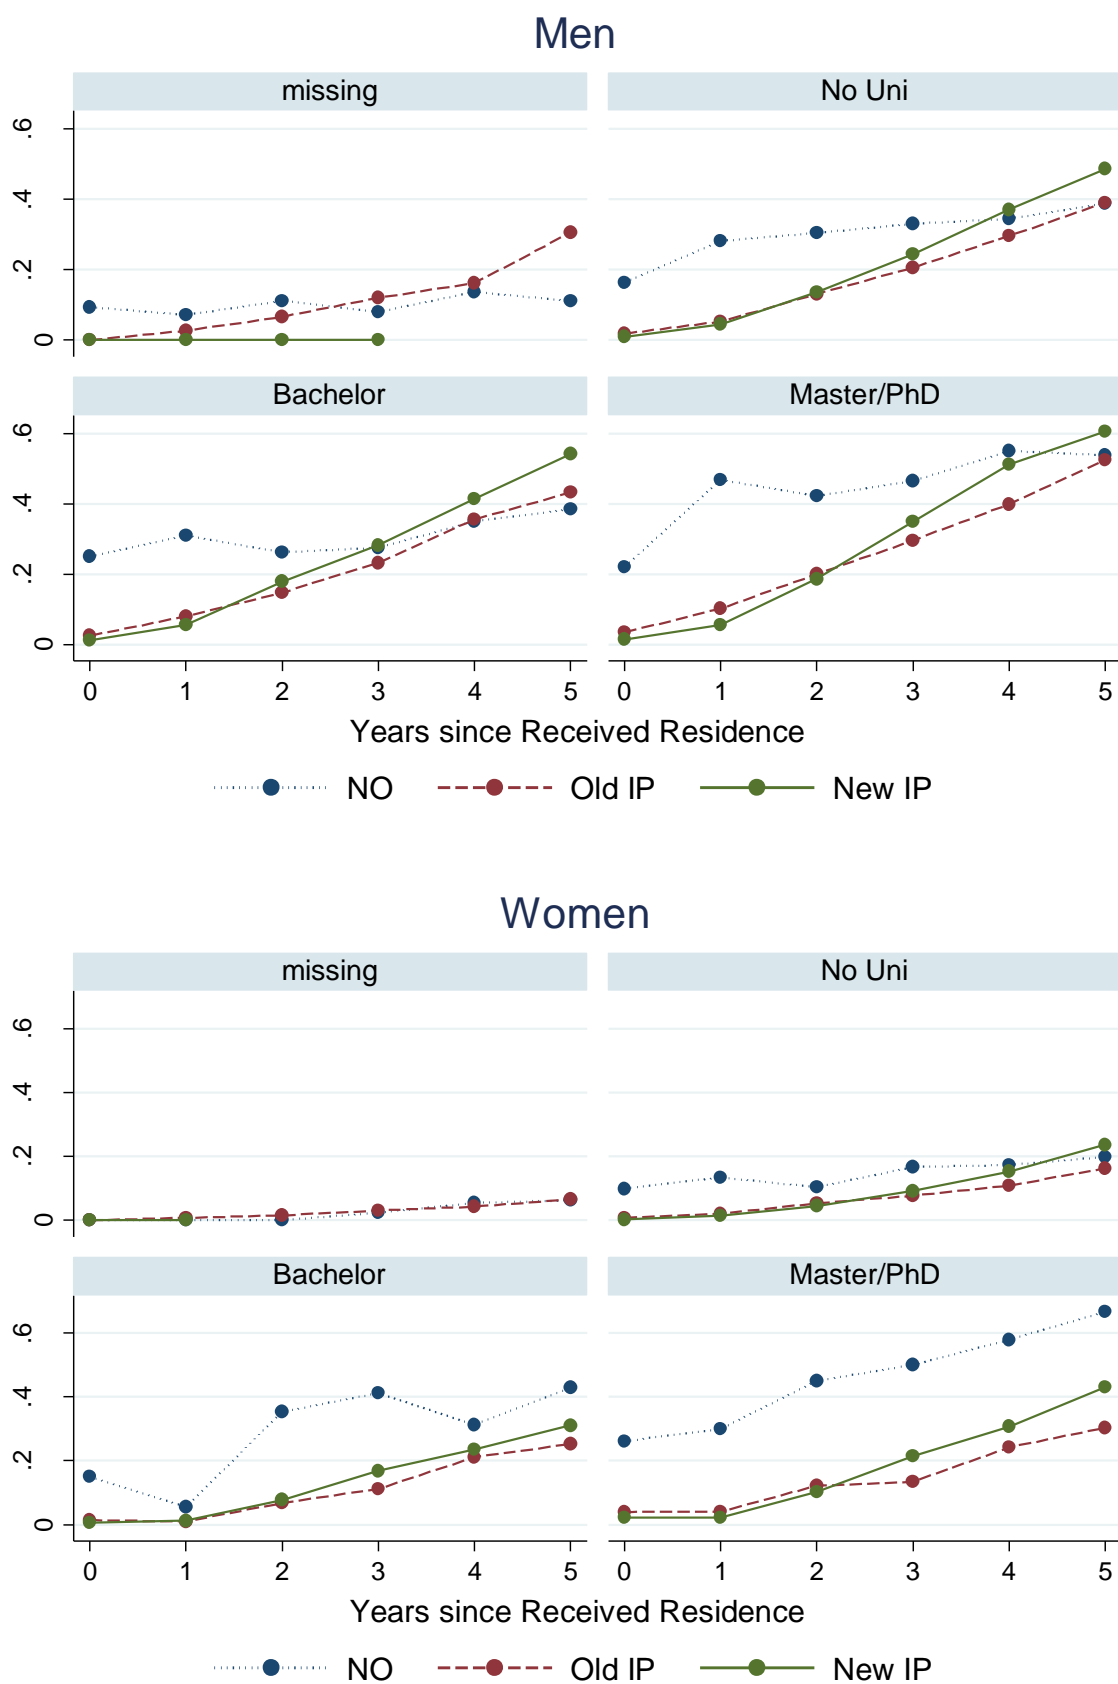 Men
missing No Uni
.6
.4
.2
0
Bachelor Master/PhD
.6
.4
.2
0
0 1 2 3 4 5 0 1 2 3 4 5
Years since Received Residence
NO Old IP New IP
Women
missing No Uni
.6
.4
.2
0
Bachelor Master/PhD
.6
.4
.2
0
0 1 2 3 4 5 0 1 2 3 4 5
Years since Received Residence
NO Old IP New IP